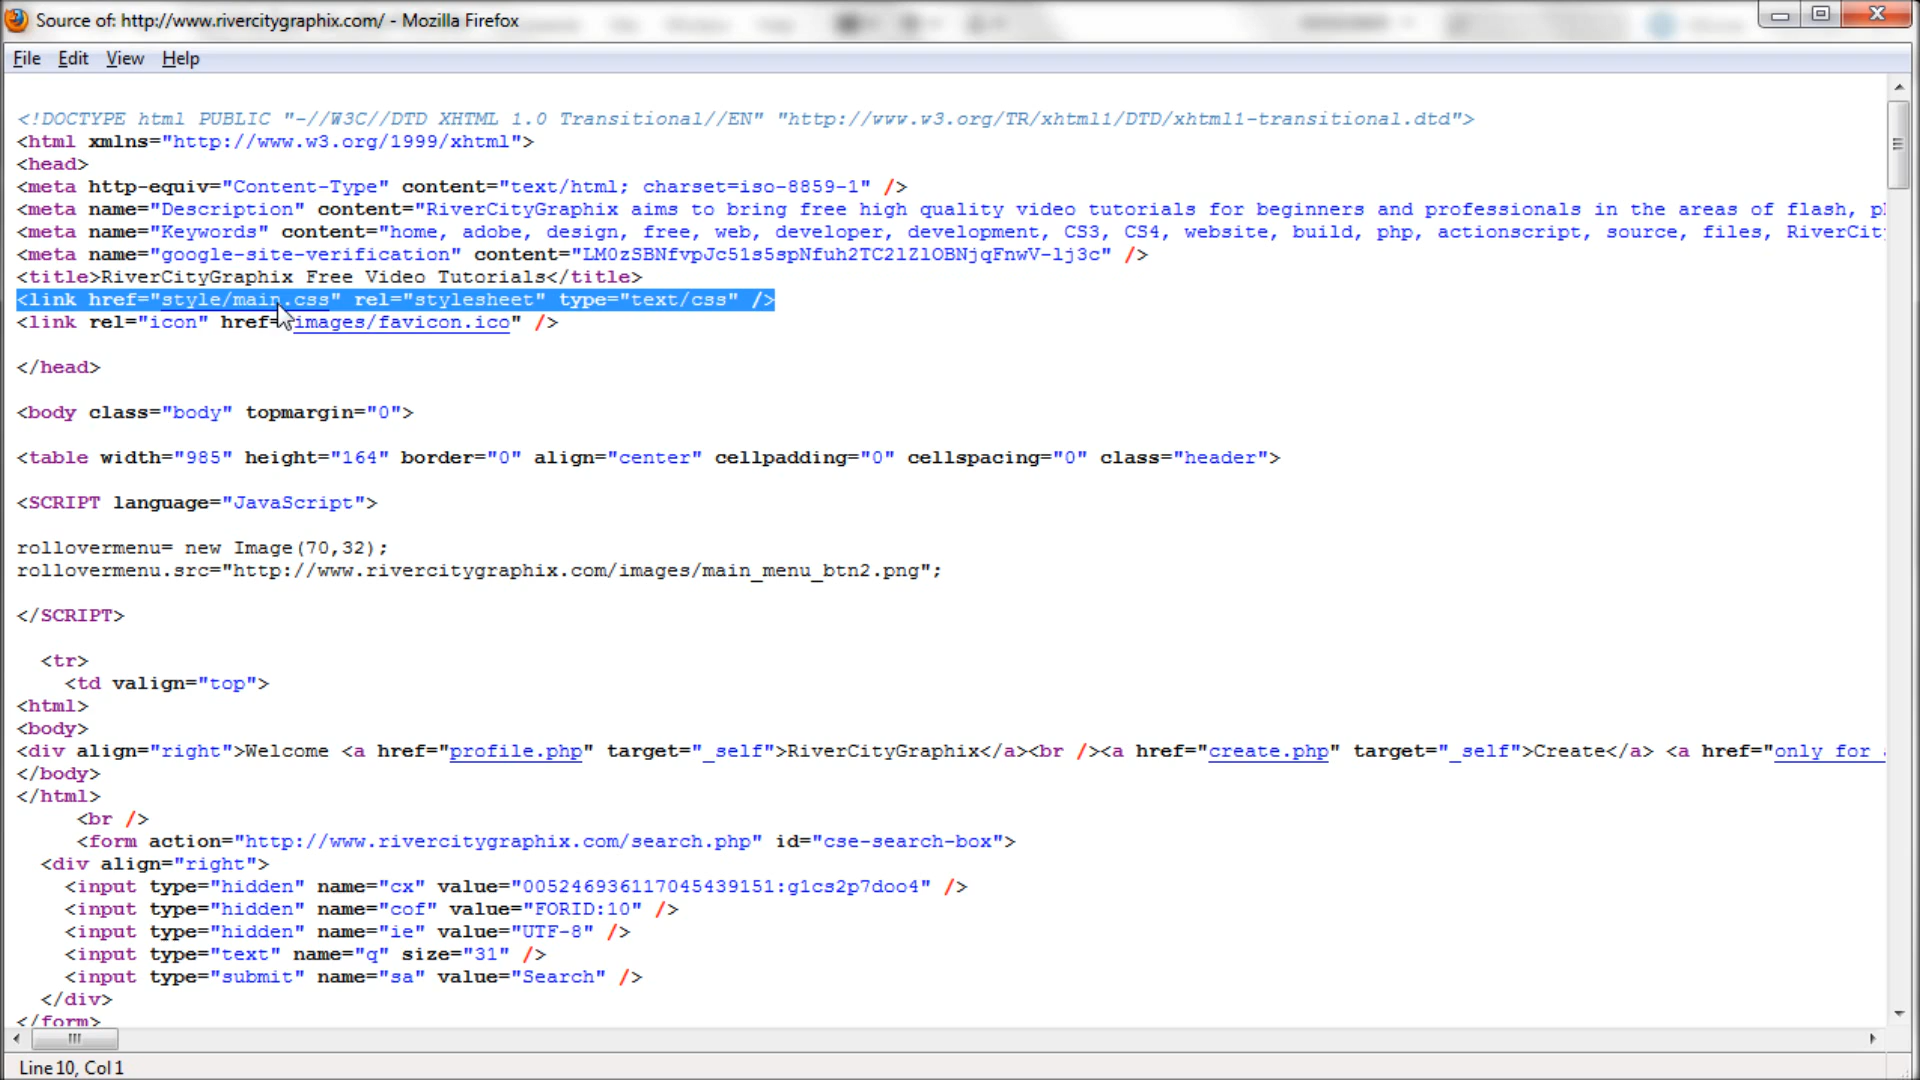 Source of: http://www.rivercitygraphix.com/ - Mozilla Firefox
File Edit View Help
<!DOCTYPE html PUBLIC "-//W3C//DTD XHTML 1.0 Transitional//EN" "http://www.w3.org/TR/xhtml1/DTD/xhtml1-transitional.dtd">
<html xmlns="http://www.w3.org/1999/xhtml">
<head>
<meta http-equiv="Content-Type" content="text/html; charset=iso-8859-1" />
<meta name="Description" content="RiverCityGraphix aims to bring free high quality video tutorials for beginners and professionals in the areas of flash,
<meta name="Keywords" content="home, adobe, design, free, web, developer, development, CS3, CS4, website, build, php, actionscript, source, files, RiverCit
<meta name="google-site-verification" content="LM0zSBNfvpJc51s5spNfuh2TC2lZlOBNjqFnwV-lj3c" />
<title>RiverCityGraphix Free Video Tutorials</title>
<link href="style/main.css" rel="stylesheet" type="text/css" />
<link rel="icon" href="images/favicon.ico" />
</head>
<body class="body" topmargin="0">
<table width="985" height="164" border="0" align="center" cellpadding="0" cellspacing="0" class="header">
<SCRIPT language="JavaScript">
rollovermenu= new Image(70,32);
rollovermenu.src="http://www.rivercitygraphix.com/images/main_menu_btn2.png";
</SCRIPT>
<tr>
<td valign="top">
<html>
<body>
<div align="right">Welcome <a href="profile.php" target="_self">RiverCityGraphix</a><br /><a href="create.php" target="_self">Create</a> <a href="only for
</body>
</html>
<br />
<form action="http://www.rivercitygraphix.com/search.php" id="cse-search-box">
<div align="right">
<input type="hidden" name="cx" value="005246936117045439151:g1cs2p7doo4" />
<input type="hidden" name="cof" value="FORID:10" />
<input type="hidden" name="ie" value="UTF-8" />
<input type="text" name="q" size="31" />
<input type="submit" name="sa" value="Search" />
</div>
</form>
Line 10, Col 1